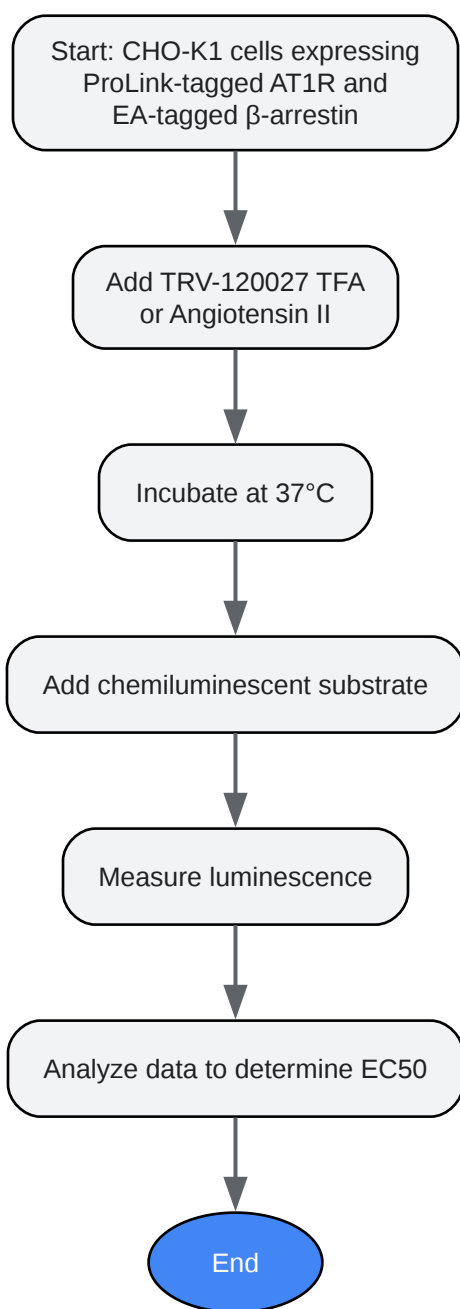 Start: CHO-K1 cells expressing
ProLink-tagged AT1R and
EA-tagged β-arrestin
Add TRV-120027 TFA
or Angiotensin II
Incubate at 37°C
Add chemiluminescent substrate
Measure luminescence
Analyze data to determine EC50
End